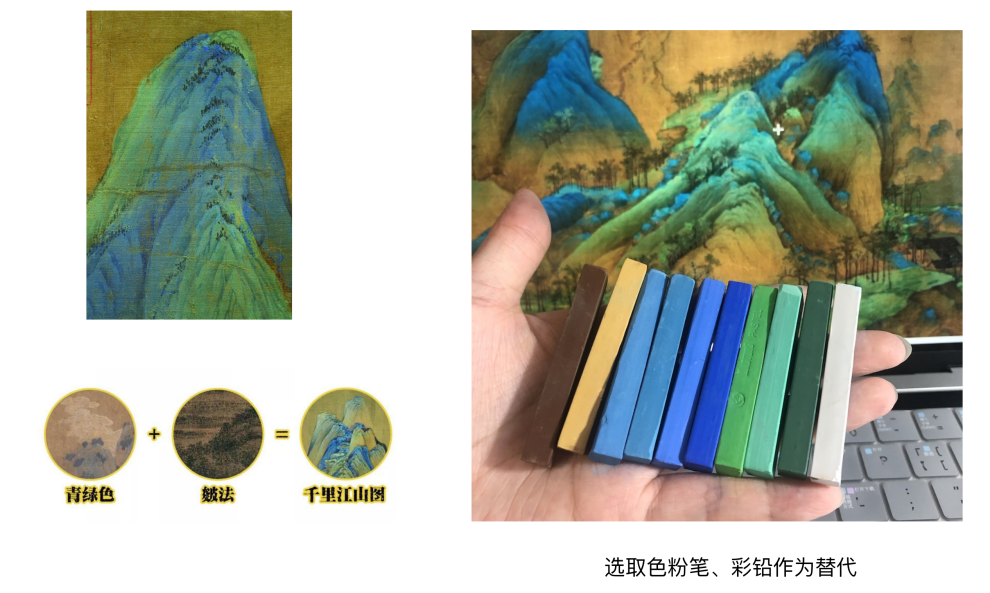 青绿色 + 皴法 = 千里江山图
选取色粉笔、彩铅作为替代